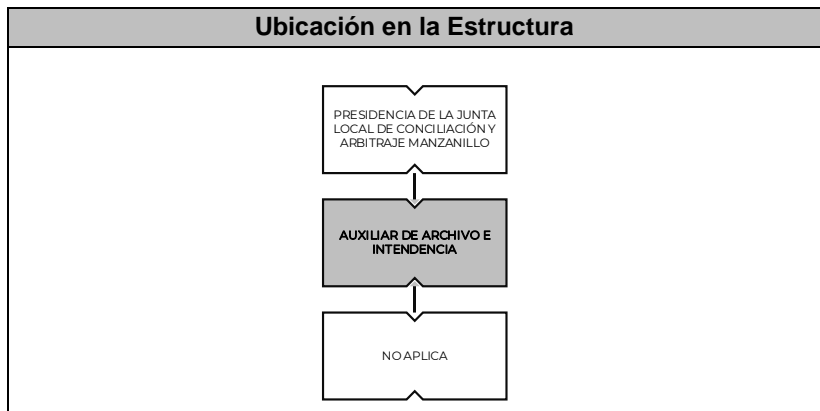 Ubicación en la Estructura
PRESIDENCIA DE LA JUNTA
LOCAL DE CONCILIACIÓN Y
ARBITRAJE MANZANILLO
AUXILIAR DE ARCHIVO E
INTENDENCIA
NO APLICA